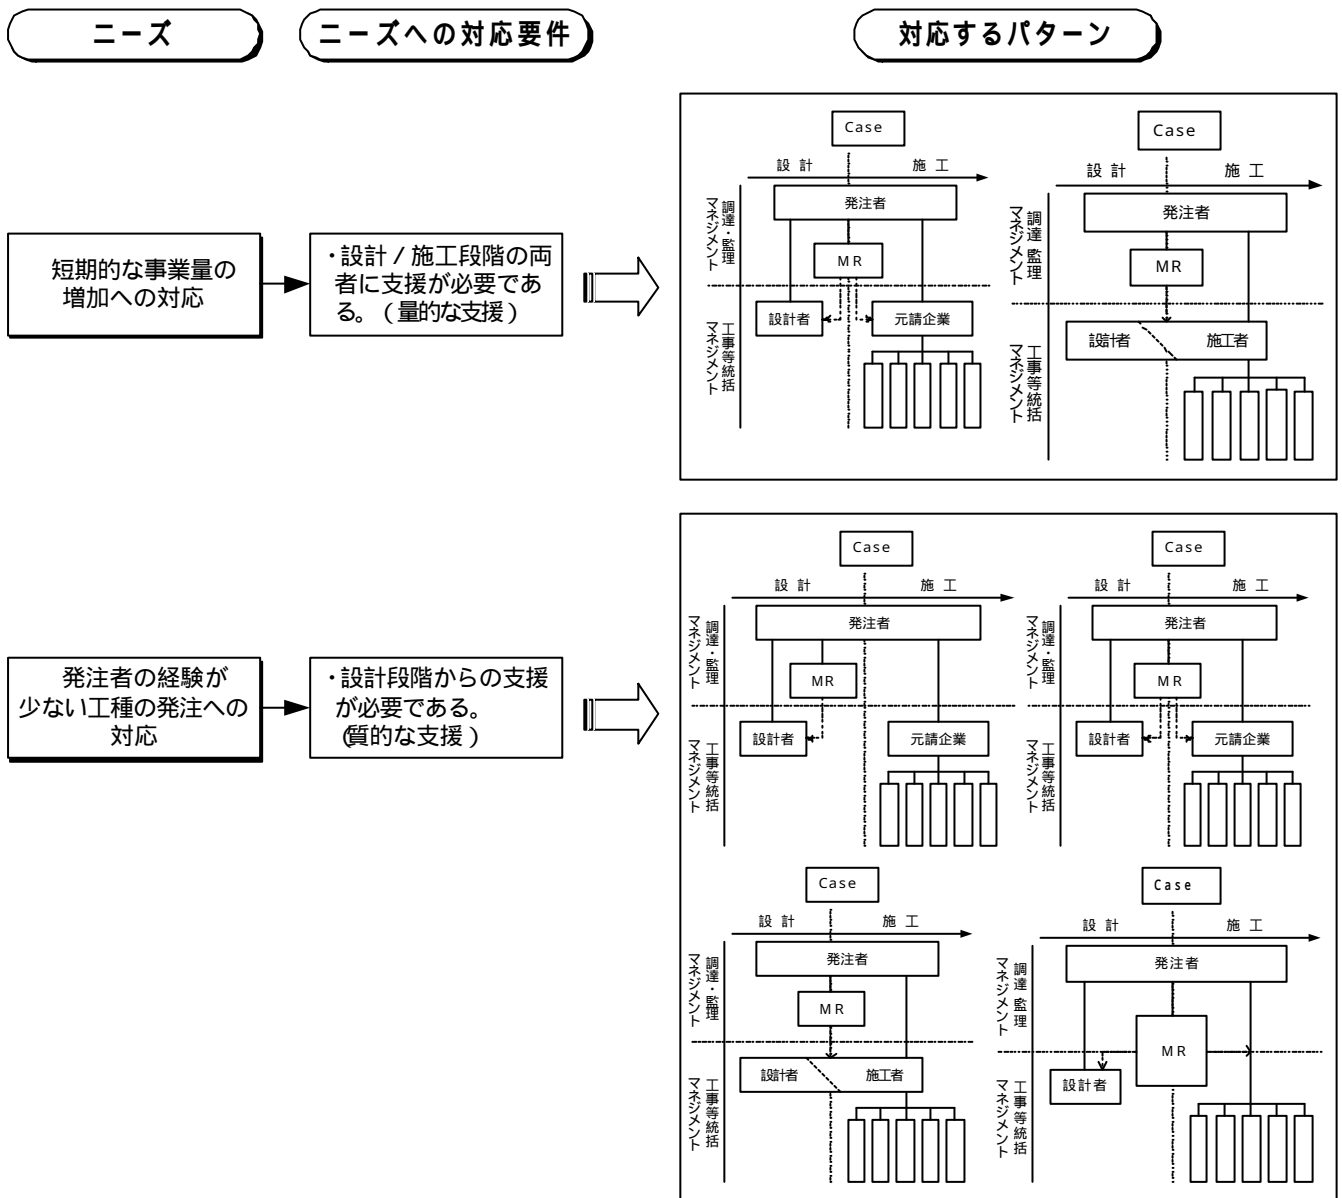 ニーズ
ニーズへの対応要件
対応するパターン
短期的な事業量の
増加への対応
・設計/施工段階の両
者に支援が必要であ
る。(量的な支援)
Case
設計
施工
調達・監理
マネジメント
発注者
MR
設計者
元請企業
工事等統括
マネジメント
Case
設計
施工
調達・監理
マネジメント
発注者
MR
設計者
施工者
工事等統括
マネジメント
発注者の経験が
少ない工種の発注への
対応
・設計段階からの支援
が必要である。
(質的な支援)
Case
設計
施工
調達・監理
マネジメント
発注者
MR
設計者
元請企業
工事等統括
マネジメント
Case
設計
施工
調達・監理
マネジメント
発注者
MR
設計者
元請企業
工事等統括
マネジメント
Case
設計
施工
調達・監理
マネジメント
発注者
MR
設計者
施工者
工事等統括
マネジメント
Case
設計
施工
調達・監理
マネジメント
発注者
MR
設計者
工事等統括
マネジメント